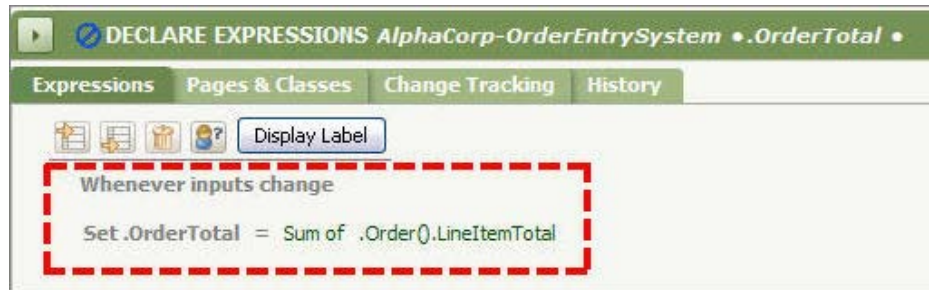 DECLARE EXPRESSIONS AlphaCorp-OrderEntrySystem •.OrderTotal •
Expressions Pages & Classes Change Tracking History
Display Label
Whenever inputs change
Set .OrderTotal = Sum of .Order().LineItemTotal